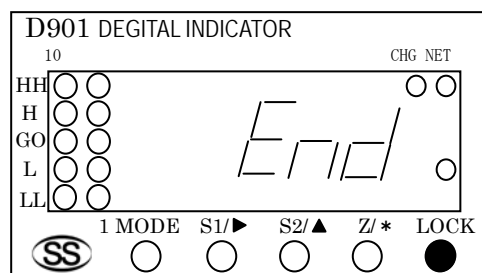 D901 DEGITAL INDICATOR
10 CHG NET
HH
H
GO
L
LL
End
1 MODE S1/▶ S2/▲ Z/* LOCK
SS